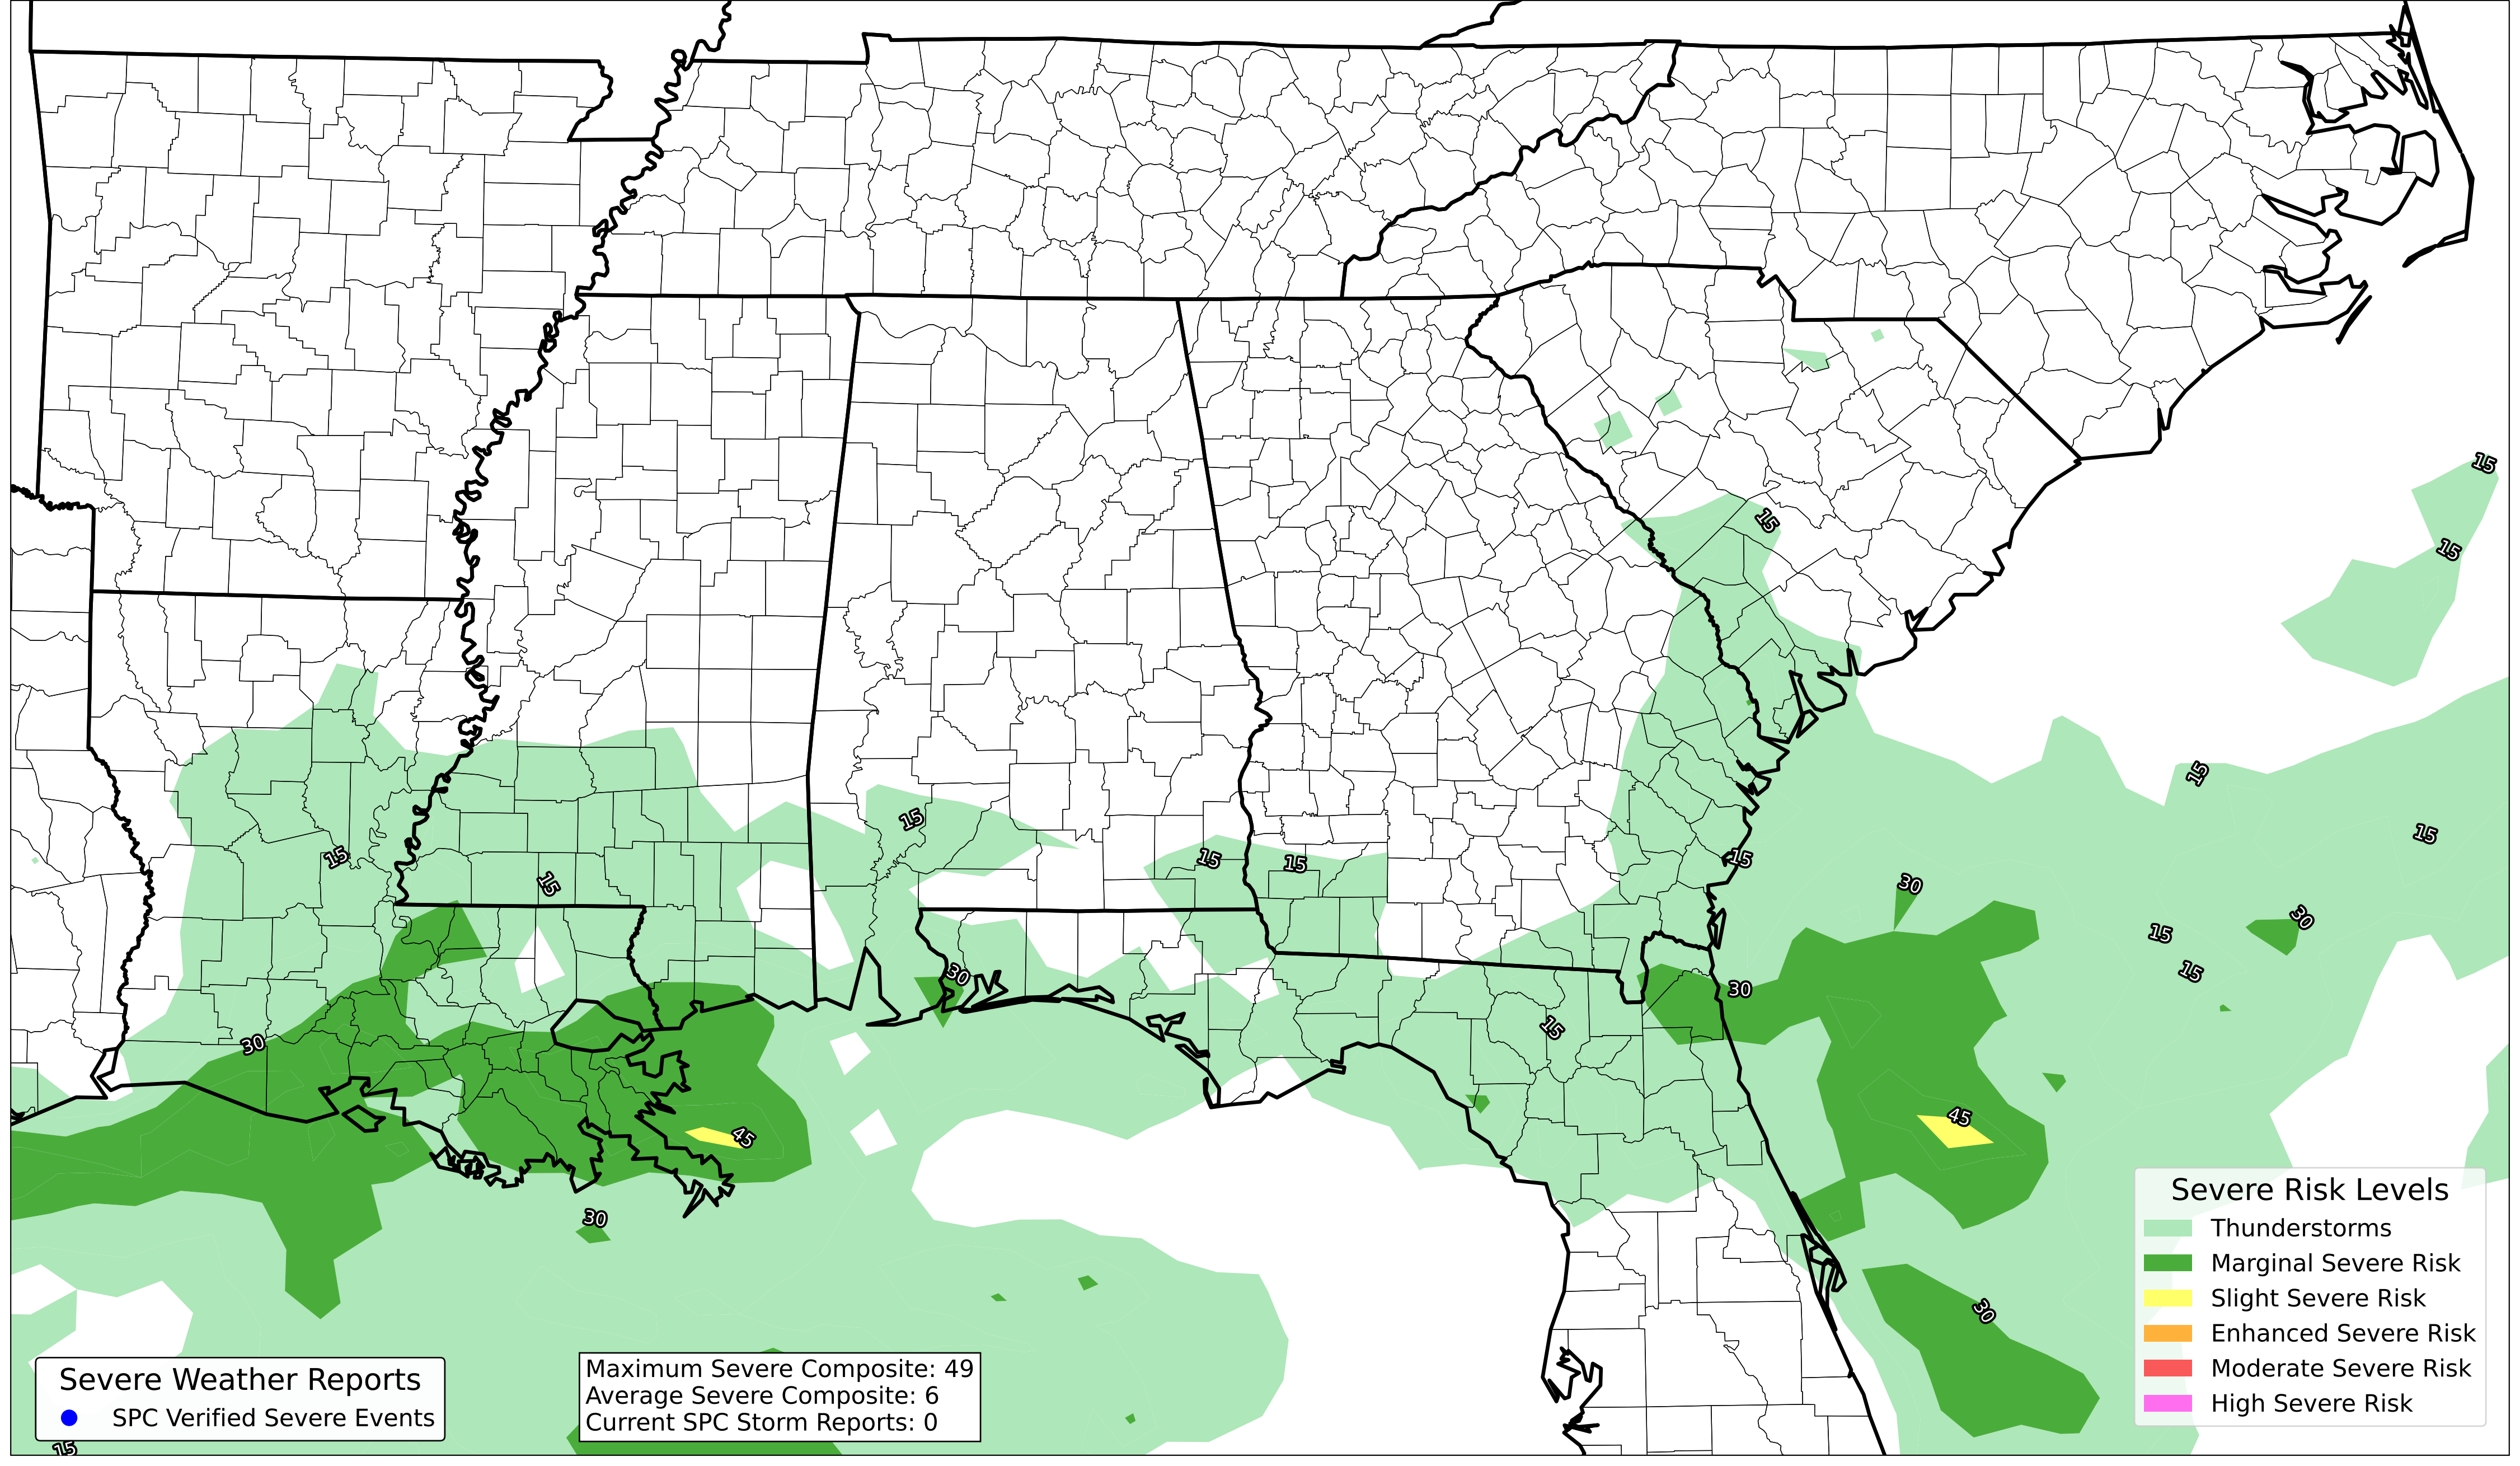 15
15
15
15
15
15
15
15
15
15
15
30
30
15
15
30
30
15
30
45
45
30
30
Severe Risk Levels
Thunderstorms
Marginal Severe Risk
Slight Severe Risk
Enhanced Severe Risk
Moderate Severe Risk
High Severe Risk
Severe Weather Reports
SPC Verified Severe Events
Maximum Severe Composite: 49
Average Severe Composite: 6
Current SPC Storm Reports: 0
15